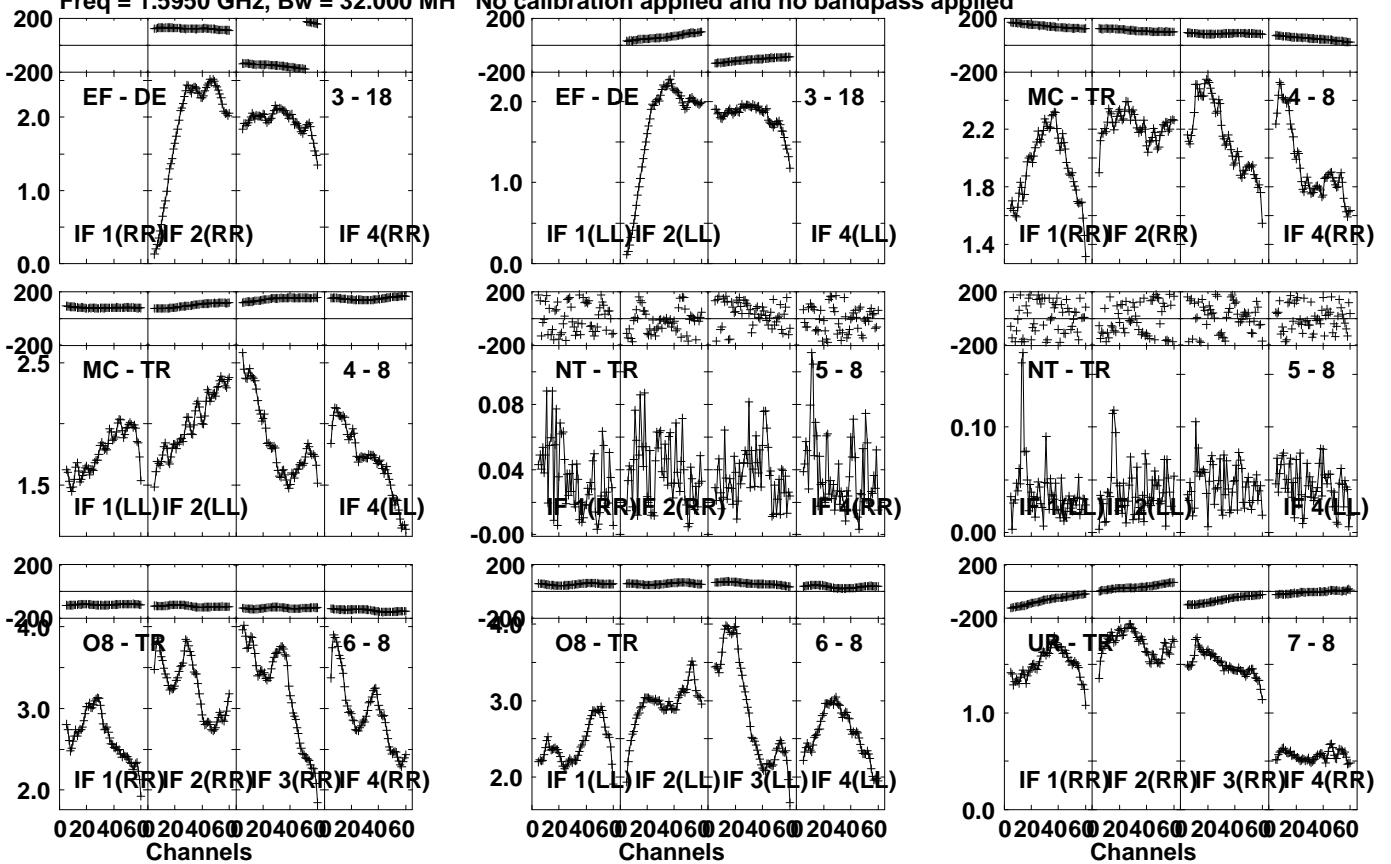 Freq = 1.5950 GHz, Bw = 32.000 MH No calibration applied and no bandpass applied
200
-200
EF - DE 3 - 18
2.0
1.0
0.0
IF 1(RR) IF 2(RR) IF 4(RR)
200
-200
EF - DE 3 - 18
2.0
1.0
0.0
IF 1(LL) IF 2(LL) IF 4(LL)
200
-200
MC - TR 4 - 8
2.2
1.8
1.4
IF 1(RR) IF 2(RR) IF 4(RR)
200
-200
MC - TR 4 - 8
2.5
1.5
IF 1(LL) IF 2(LL) IF 4(LL)
200
-200
NT - TR 5 - 8
0.08
0.04
-0.00
IF 1(RR) IF 2(RR) IF 4(RR)
200
-200
NT - TR 5 - 8
0.10
0.00
IF 1(LL) IF 2(LL) IF 4(LL)
200
-200
O8 - TR 6 - 8
4.0
3.0
2.0
IF 1(RR) IF 2(RR) IF 3(RR) IF 4(RR)
0 20 40 60 0 20 40 60 0 20 40 60 0 20 40 60
Channels
200
-200
O8 - TR 6 - 8
4.0
3.0
2.0
IF 1(LL) IF 2(LL) IF 3(LL) IF 4(LL)
0 20 40 60 0 20 40 60 0 20 40 60 0 20 40 60
Channels
200
-200
UR - TR 7 - 8
1.0
0.0
IF 1(RR) IF 2(RR) IF 3(RR) IF 4(RR)
0 20 40 60 0 20 40 60 0 20 40 60 0 20 40 60
Channels